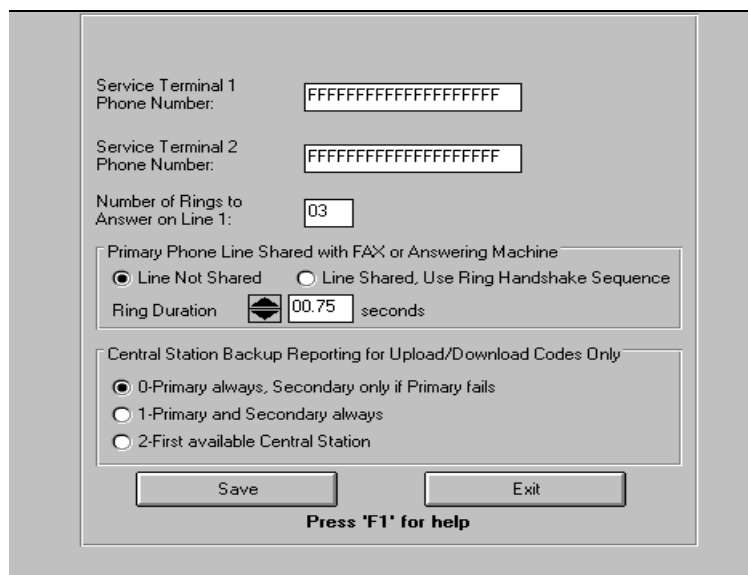 Service Terminal 1
Phone Number:
FFFFFFFFFFFFFFFFFFFF
Service Terminal 2
Phone Number:
FFFFFFFFFFFFFFFFFFFF
Number of Rings to
Answer on Line 1:
03
Primary Phone Line Shared with FAX or Answering Machine
Line Not Shared Line Shared, Use Ring Handshake Sequence
Ring Duration 00.75 seconds
Central Station Backup Reporting for Upload/Download Codes Only
0-Primary always, Secondary only if Primary fails
1-Primary and Secondary always
2-First available Central Station
Save Exit
Press 'F1' for help